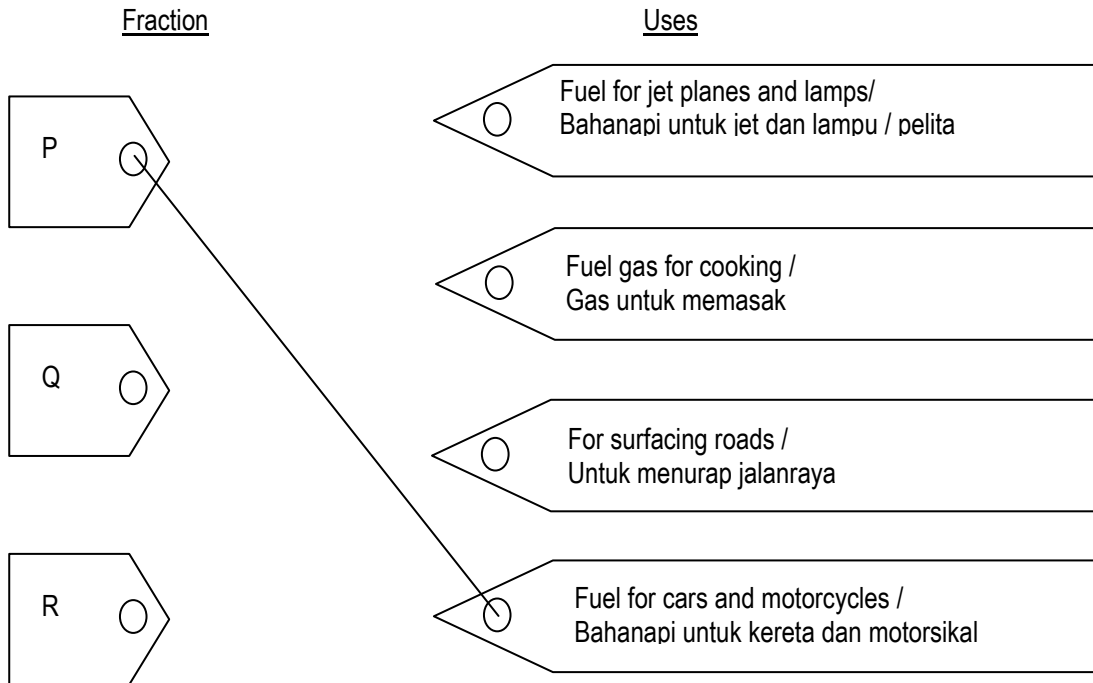 Fraction
Uses
P
Fuel for jet planes and lamps/
Bahanapi untuk jet dan lampu / pelita
Fuel gas for cooking /
Gas untuk memasak
Q
For surfacing roads /
Untuk menurap jalanraya
R
Fuel for cars and motorcycles /
Bahanapi untuk kereta dan motorsikal